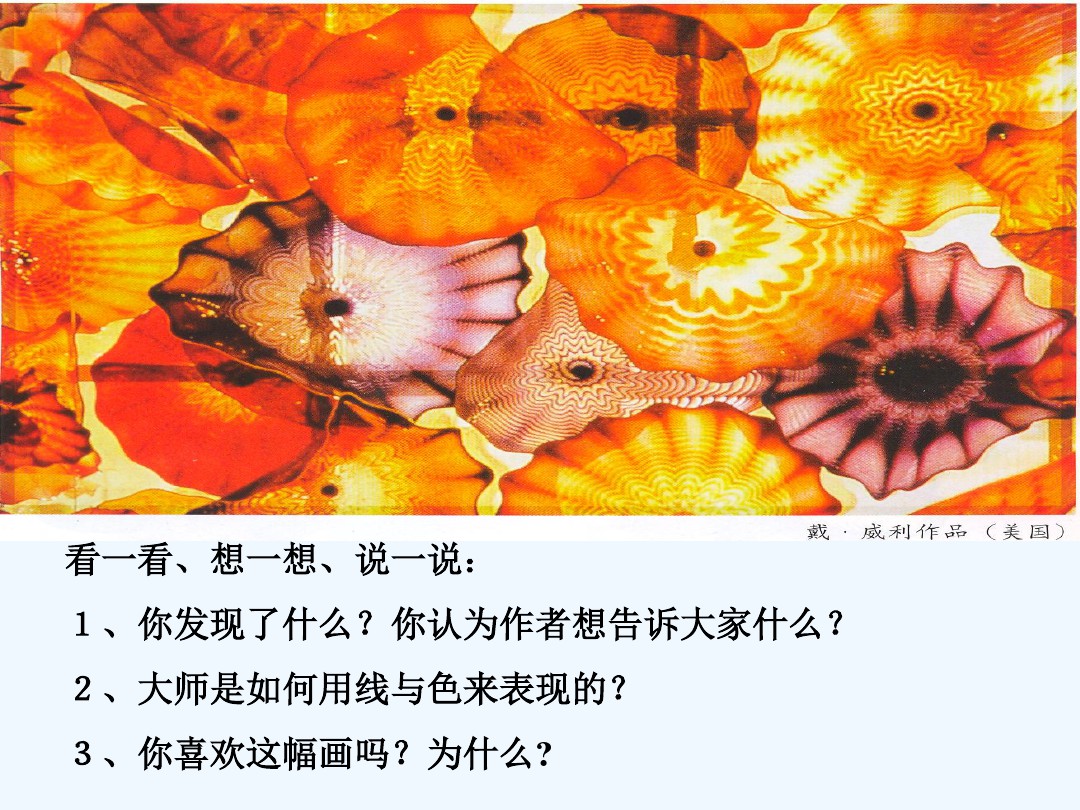 戴·威利作品（美国）
看一看、想一想、说一说：
１、你发现了什么？你认为作者想告诉大家什么？
２、大师是如何用线与色来表现的？
３、你喜欢这幅画吗？为什么?